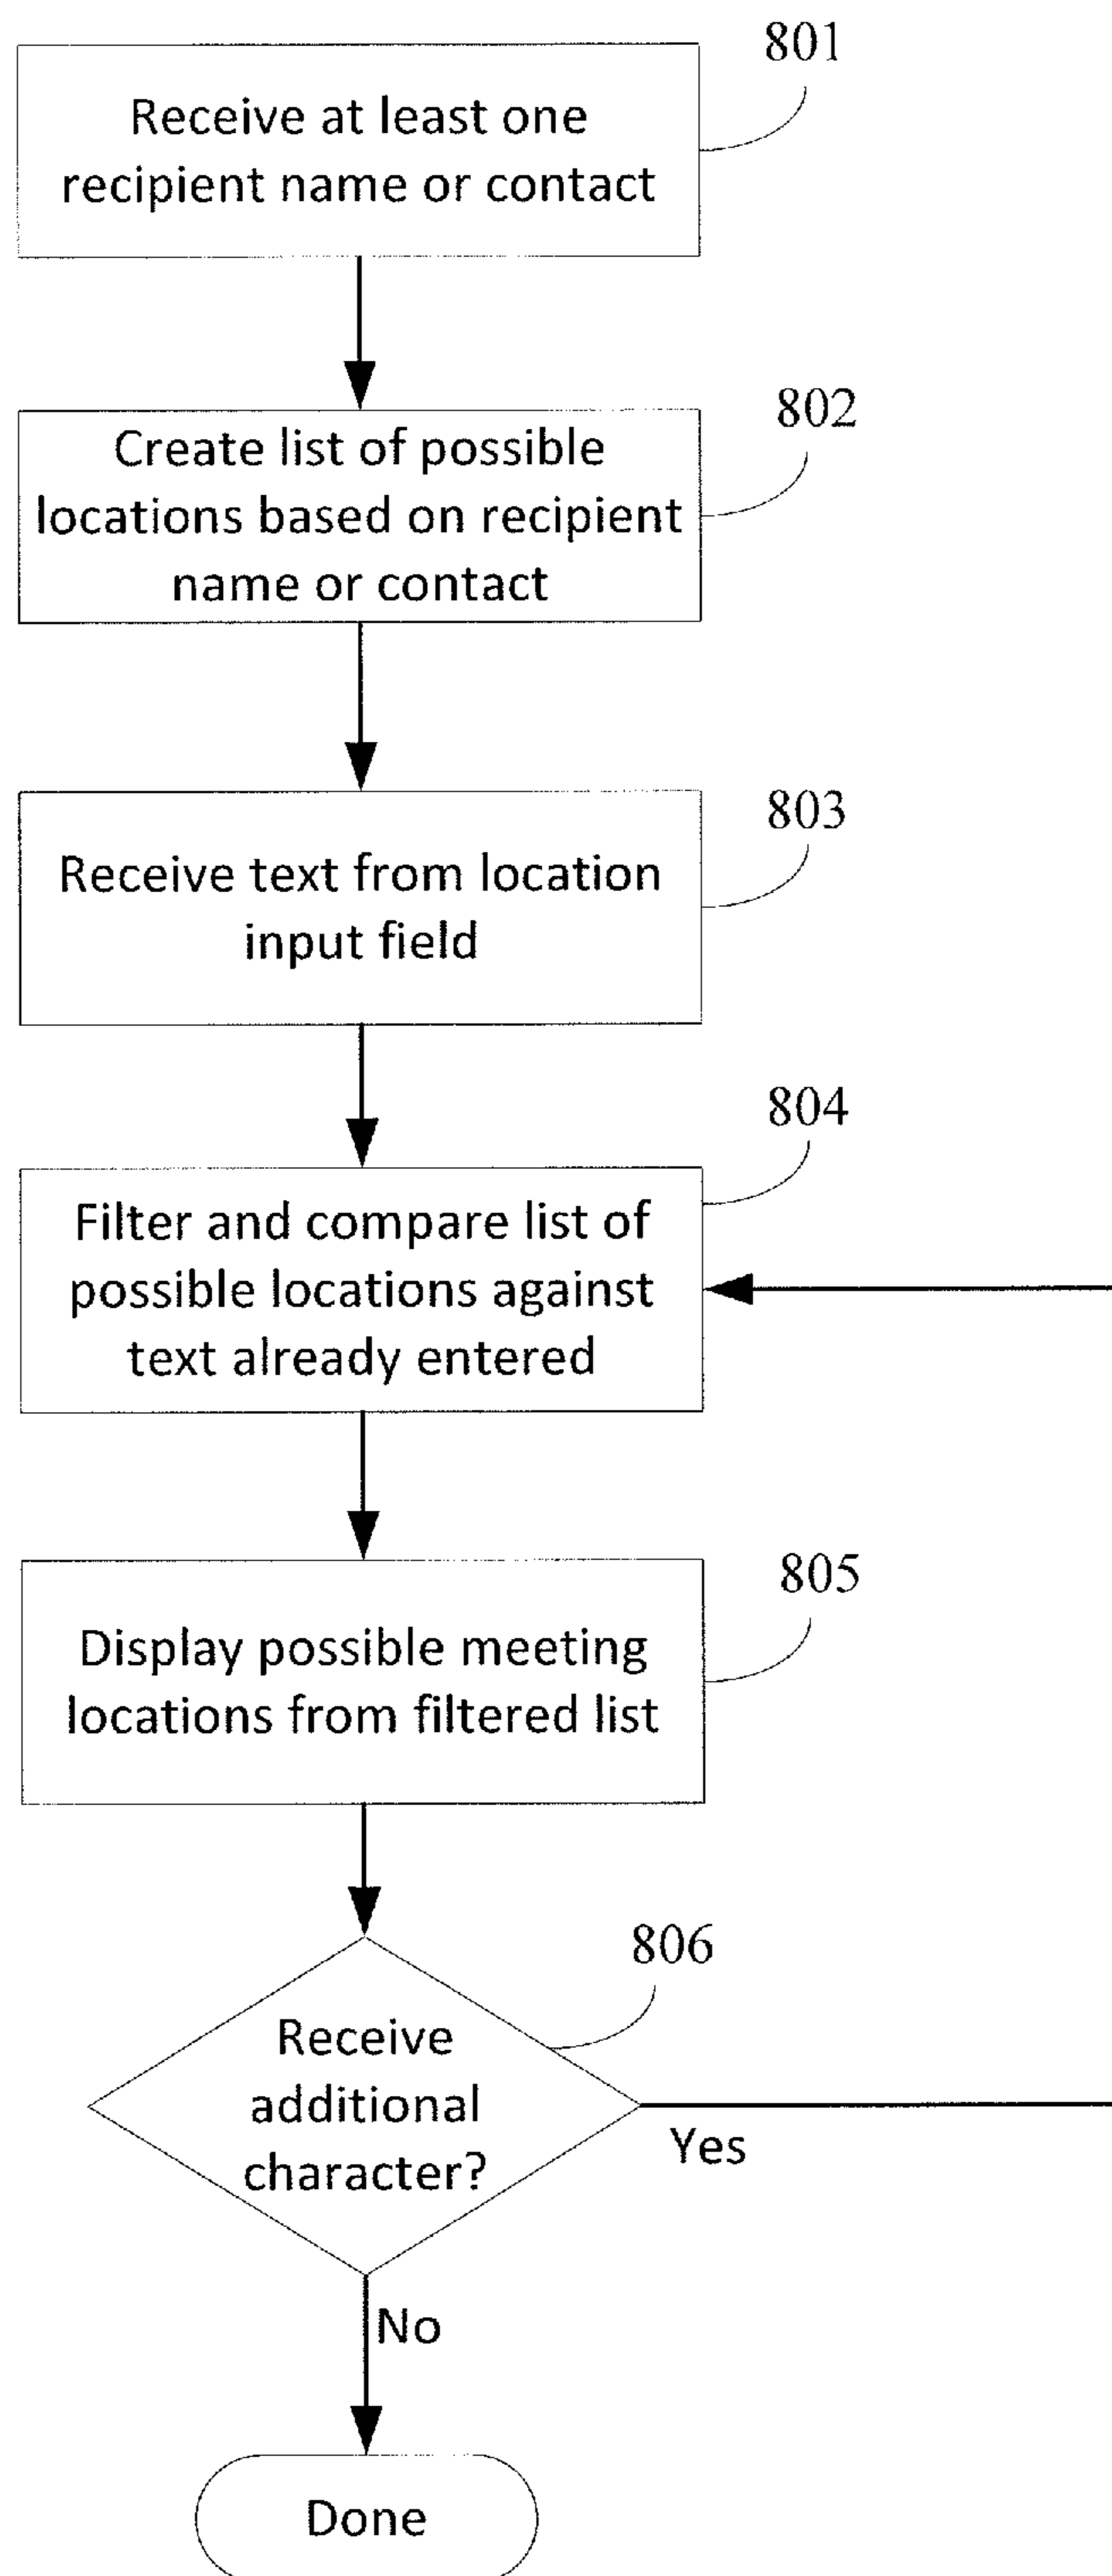 801
Receive at least one
recipient name or contact
802
Create list of possible
locations based on recipient
name or contact
803
Receive text from location
input field
804
Filter and compare list of
possible locations against
text already entered
805
Display possible meeting
locations from filtered list
806
Receive
additional
character?
Yes
No
Done